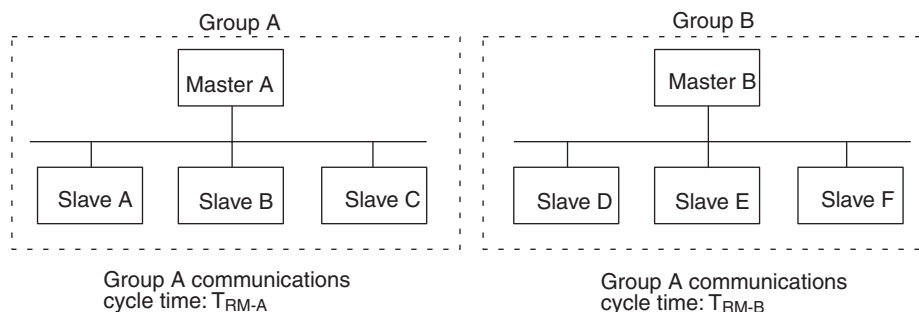 Group A
Master A
Slave A
Slave B
Slave C
Group A communications
cycle time: TRM-A
Group B
Master B
Slave D
Slave E
Slave F
Group A communications
cycle time: TRM-B